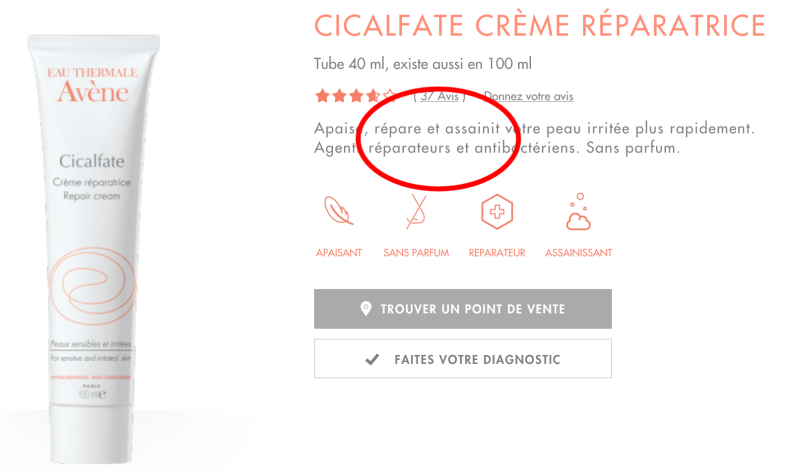 EAU THERMALE
Avène
Cicalfate
Crème réparatrice
Repair cream
Peaux sensibles et irritées
For sensitive and irritated skin
PARIS
100 ml e
CICALFATE CRÈME RÉPARATRICE
Tube 40 ml, existe aussi en 100 ml
( 37 Avis ) Donnez votre avis
Apaise, répare et assainit votre peau irritée plus rapidement.
Agents réparateurs et antibactériens. Sans parfum.
APAISANT SANS PARFUM REPARATEUR ASSAINISSANT
TROUVER UN POINT DE VENTE
FAITES VOTRE DIAGNOSTIC